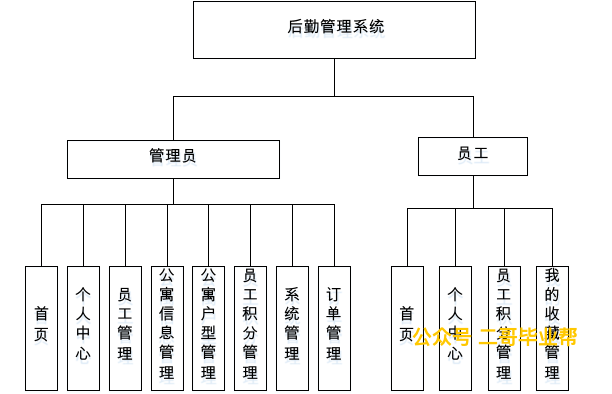 后勤管理系统
管理员
员工
首页
个人中心
员工管理
公寓信息管理
公寓户型管理
员工积分管理
系统管理
订单管理
首页
个人中心
员工积分管理
我的收藏管理
公众号 二哥毕业帮